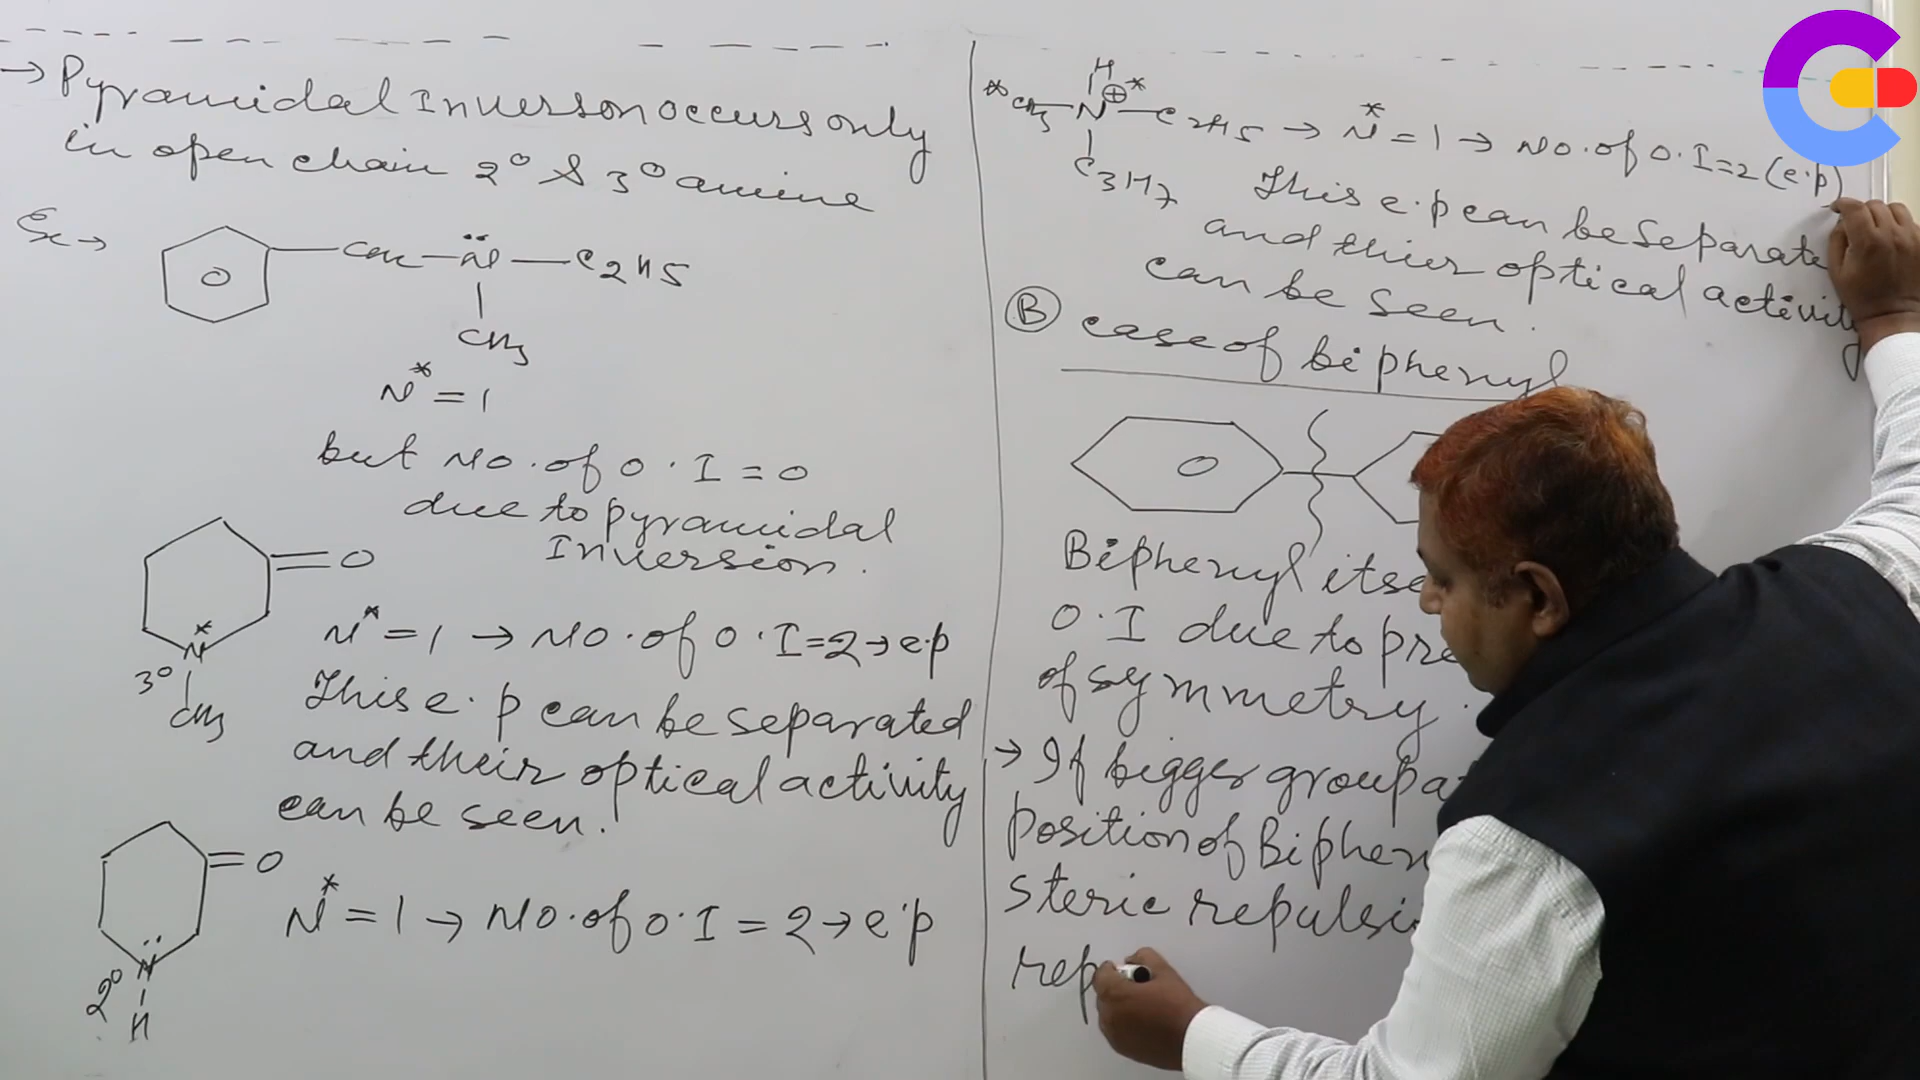 → Pyramidal Inverson occurs only
in open chain 2° & 3° amine
Ex →
CH2 — N̈ — C2H5
CH3
N* = 1
but No. of O.I = 0
due to pyramidal
Inversion.
=O
N*
3°
CH3
N* = 1 → No. of O.I = 2 → e.p
This e.p can be separated
and their optical activity
can be seen.
=O
N̈
2°
H
N* = 1 → No. of O.I = 2 → e.p
H
*CH3 — N⊕* — C2H5 → N* = 1 → No. of O.I = 2 (e.p)
C3H7
This e.p can be separate
and thier optical activity
can be seen.
Ⓑ case of biphenyl
Biphenyl itse
O.I due to pre
of symmetry.
→ If bigger group at
position of Biphen
steric repulsi
rep